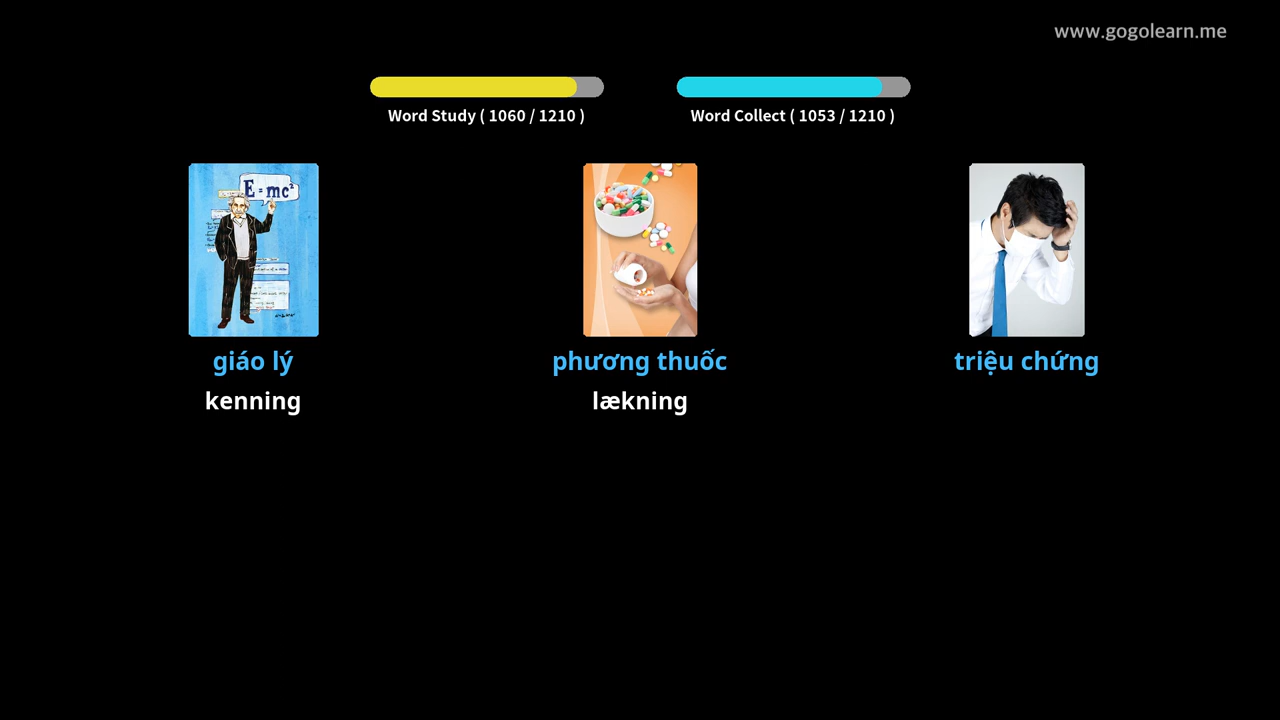 www.gogolearn.me
Word Study ( 1060 / 1210 )
Word Collect ( 1053 / 1210 )
E = mc²
giáo lý
phương thuốc
triệu chứng
kenning
lækning